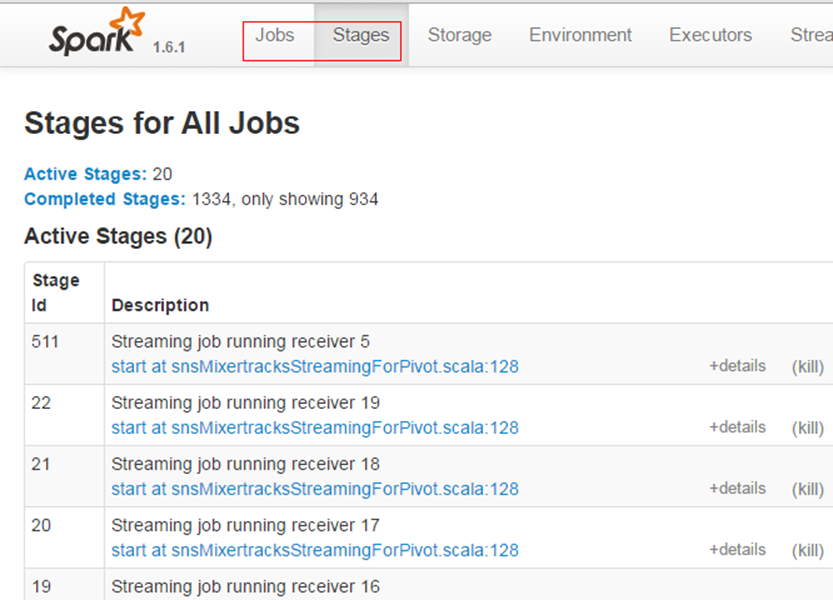 Spark 1.6.1 Jobs Stages Storage Environment Executors Strea
Stages for All Jobs
Active Stages: 20
Completed Stages: 1334, only showing 934
Active Stages (20)
Stage
Id Description
511 Streaming job running receiver 5
start at snsMixertracksStreamingForPivot.scala:128 +details (kill)
22 Streaming job running receiver 19
start at snsMixertracksStreamingForPivot.scala:128 +details (kill)
21 Streaming job running receiver 18
start at snsMixertracksStreamingForPivot.scala:128 +details (kill)
20 Streaming job running receiver 17
start at snsMixertracksStreamingForPivot.scala:128 +details (kill)
19 Streaming job running receiver 16